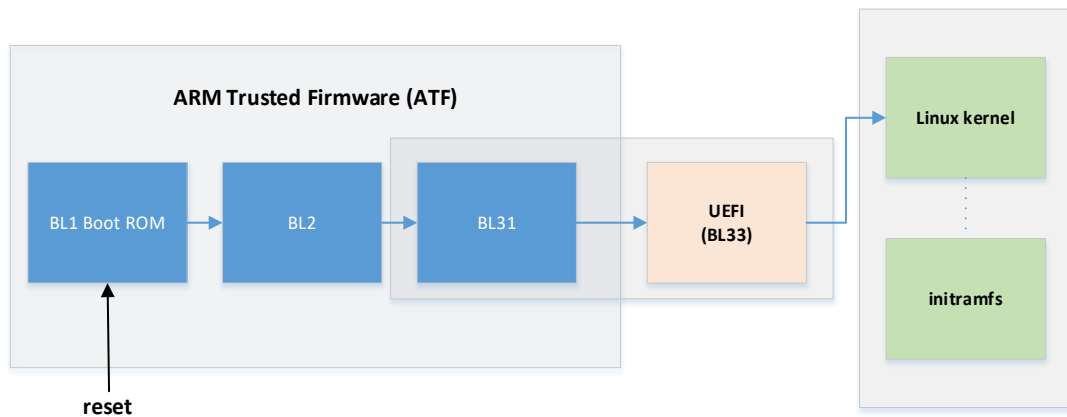 ARM Trusted Firmware (ATF)
BL1 Boot ROM
BL2
BL31
UEFI
(BL33)
Linux kernel
initramfs
reset